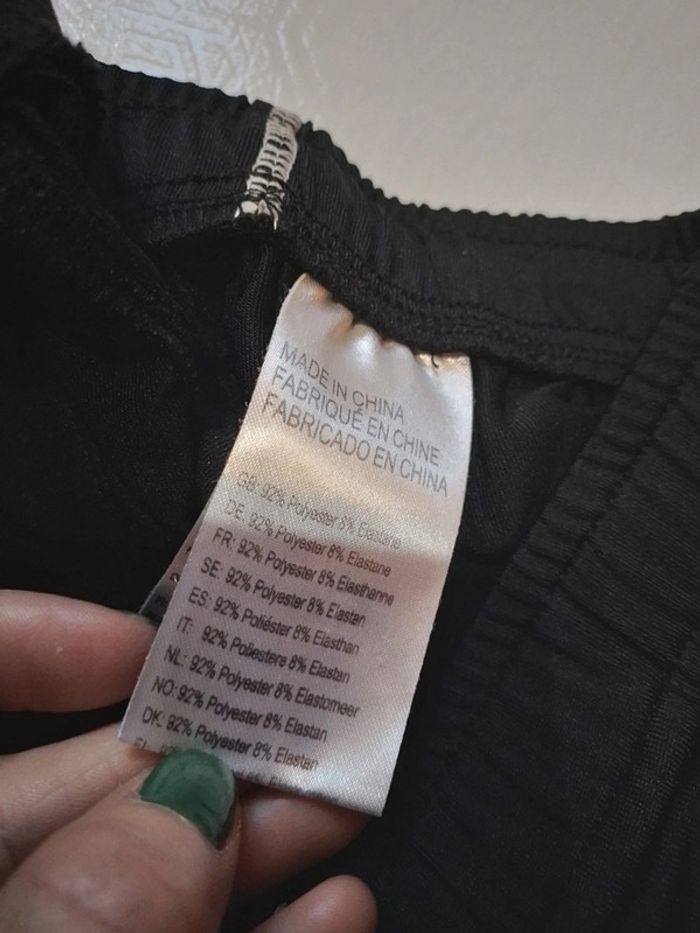 MADE IN CHINA
FABRIQUÉ EN CHINE
FABRICADO EN CHINA
GB: 92% Polyester 8% Elastane
DE: 92% Polyester 8% Elastane
FR: 92% Polyester 8% Elasthanne
SE: 92% Polyester 8% Elastan
ES: 92% Poliéster 8% Elasthan
IT: 92% Poliestere 8% Elastan
NL: 92% Polyester 8% Elastomeer
NO: 92% Polyester 8% Elastan
DK: 92% Polyester 8% Elastan